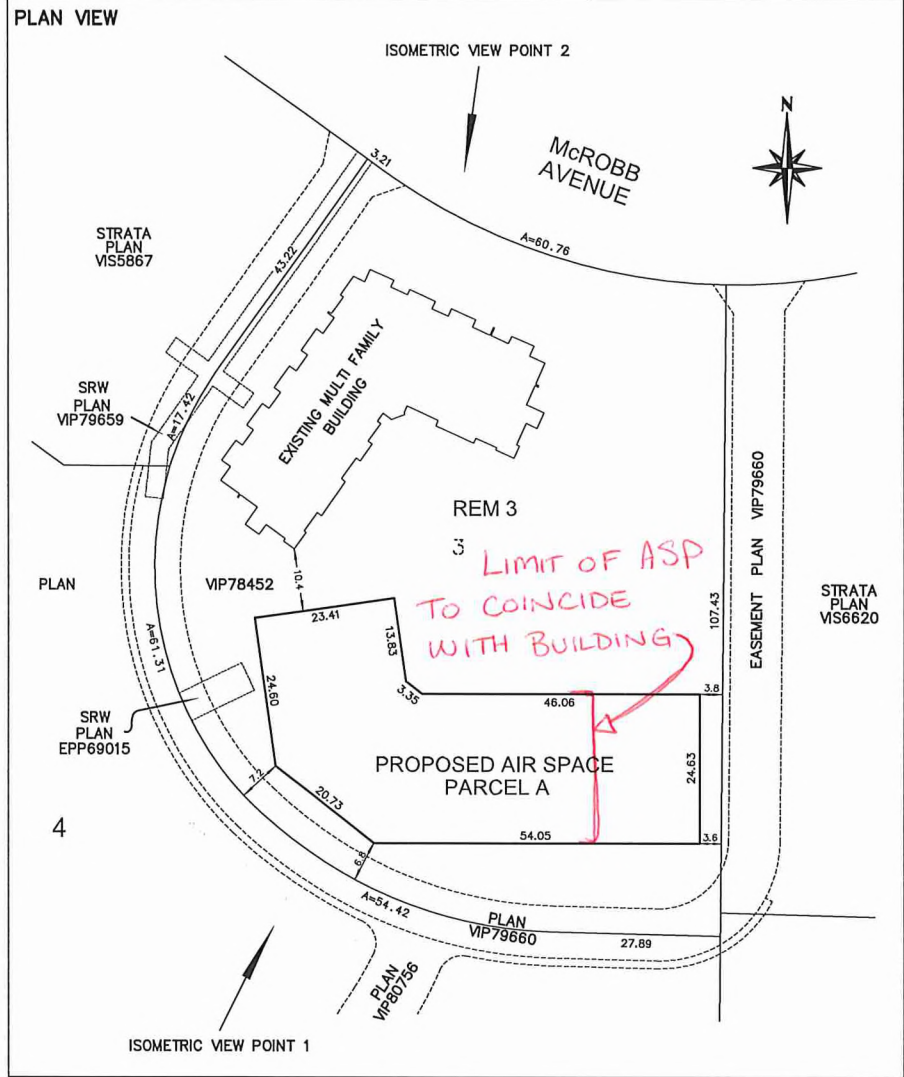 PLAN VIEW
ISOMETRIC VIEW POINT 2
N
McROBB
AVENUE
3.21
A=60.76
STRATA
PLAN
VIS5867
43.22
EXISTING MULTI FAMILY
BUILDING
SRW
PLAN
VIP79659
A=17.42
REM 3
3
EASEMENT PLAN VIP79660
LIMIT OF ASP
TO COINCIDE
WITH BUILDING
PLAN
VIP78452
10.4
STRATA
PLAN
VIS6620
107.43
23.41
13.83
A=61.31
24.60
3.35
46.06
3.8
SRW
PLAN
EPP69015
PROPOSED AIR SPACE
PARCEL A
24.63
7.2
20.73
4
54.05
3.6
6.8
A=54.42
PLAN
VIP79660
27.89
PLAN
VIP80756
ISOMETRIC VIEW POINT 1